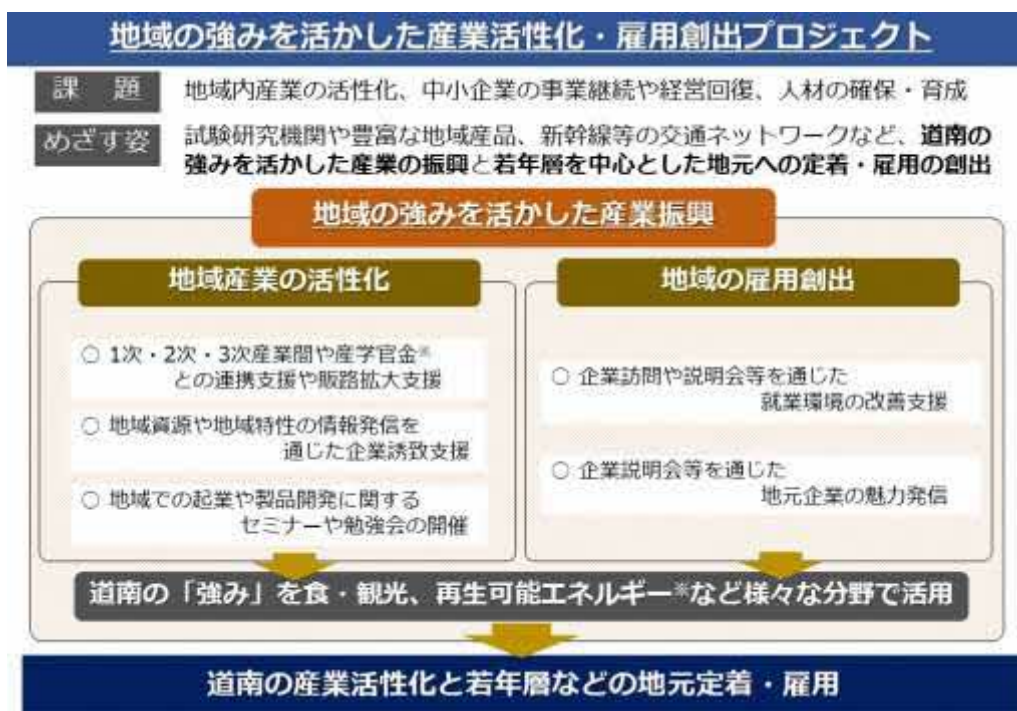 地域の強みを活かした産業活性化・雇用創出プロジェクト
課 題
地域内産業の活性化、中小企業の事業継続や経営回復、人材の確保・育成
めざす姿
試験研究機関や豊富な地域産品、新幹線等の交通ネットワークなど、道南の
強みを活かした産業の振興と若年層を中心とした地元への定着・雇用の創出
地域の強みを活かした産業振興
地域産業の活性化
○ 1次・2次・3次産業間や産学官金※
との連携支援や販路拡大支援
○ 地域資源や地域特性の情報発信を
通じた企業誘致支援
○ 地域での起業や製品開発に関する
セミナーや勉強会の開催
地域の雇用創出
○ 企業訪問や説明会等を通じた
就業環境の改善支援
○ 企業説明会等を通じた
地元企業の魅力発信
道南の「強み」を食・観光、再生可能エネルギー※など様々な分野で活用
道南の産業活性化と若年層などの地元定着・雇用